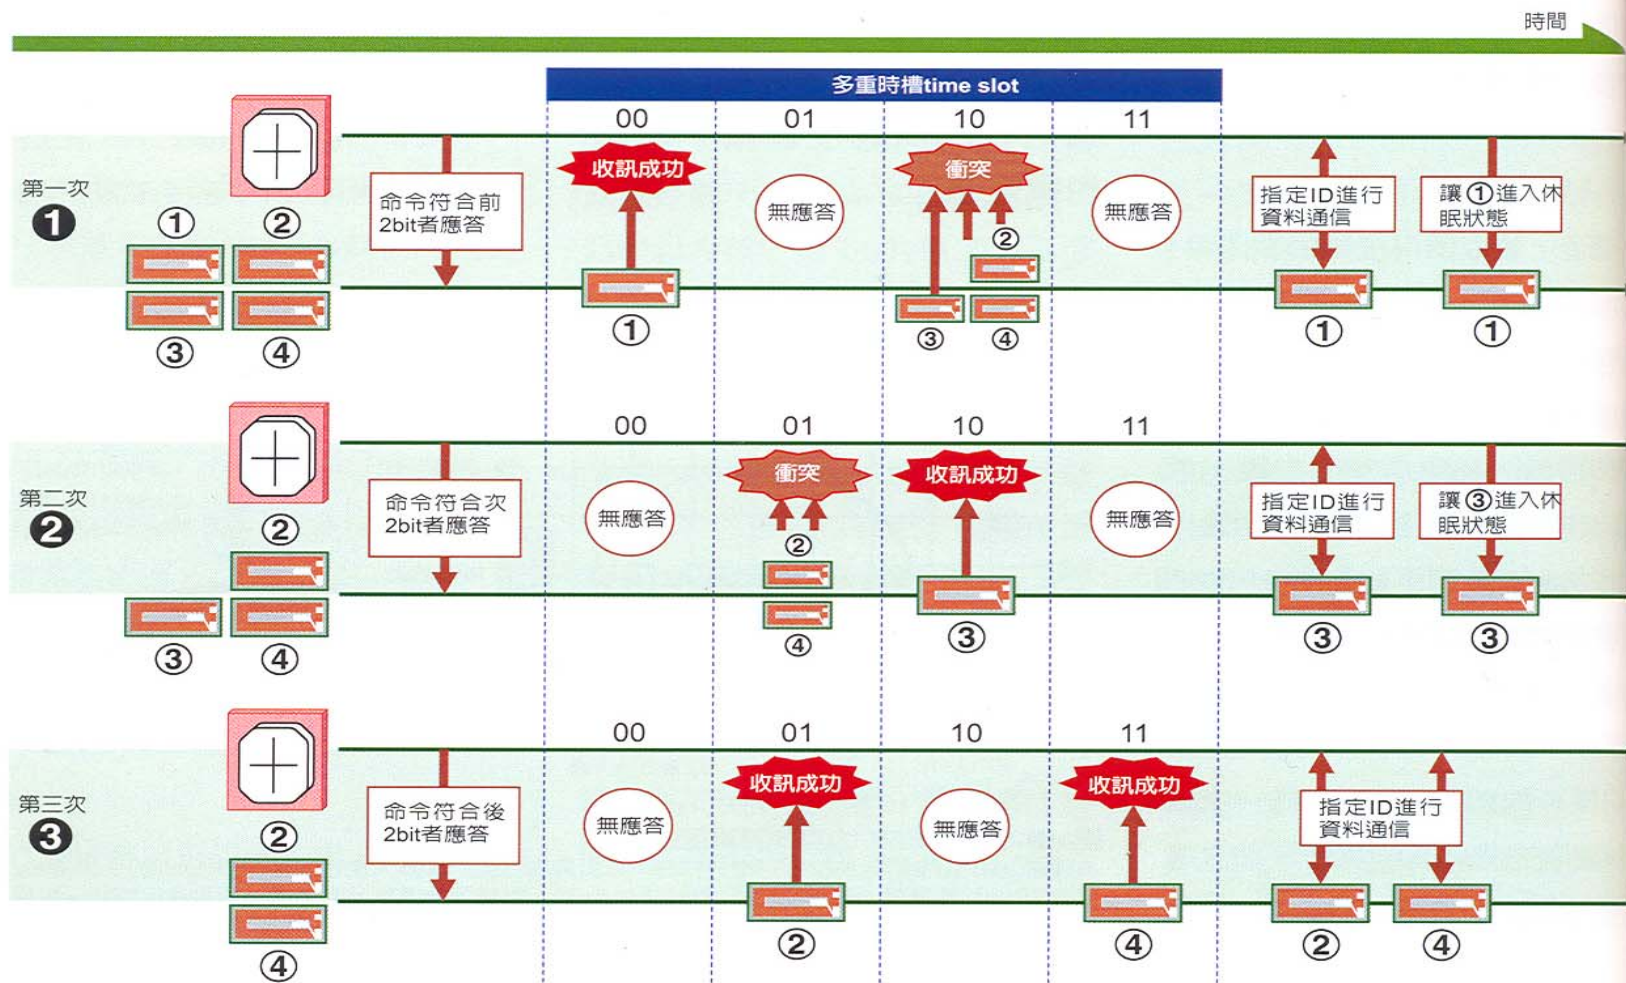 時間
多重時槽time slot
00 01 10 11
第一次
❶
① ②
③ ④
命令符合前
2bit者應答
收訊成功
①
無應答
衝突
②
③ ④
無應答
指定ID進行
資料通信
①
讓①進入休
眠狀態
①
00 01 10 11
第二次
❷
②
③ ④
命令符合次
2bit者應答
無應答
衝突
②
④
收訊成功
③
無應答
指定ID進行
資料通信
③
讓③進入休
眠狀態
③
00 01 10 11
第三次
❸
②
④
命令符合後
2bit者應答
無應答
收訊成功
②
無應答
收訊成功
④
指定ID進行
資料通信
② ④